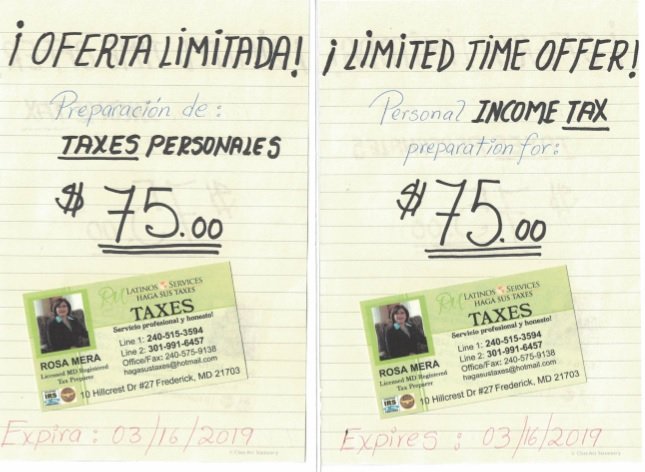 ¡OFERTA LIMITADA!
Preparación de:
TAXES PERSONALES
$75.00
RM LATINOS SERVICES
HAGA SUS TAXES
TAXES
Servicio profesional y honesto!
Line 1: 240-515-3594
Line 2: 301-991-6457
Office/Fax: 240-575-9138
hagasustaxes@hotmail.com
ROSA MERA
Licensed MD Registered
Tax Preparer
IRS
10 Hillcrest Dr #27 Frederick, MD 21703
Expira: 03/16/2019
¡LIMITED TIME OFFER!
Personal INCOME TAX
preparation for:
$75.00
RM LATINOS SERVICES
HAGA SUS TAXES
TAXES
Servicio profesional y honesto!
Line 1: 240-515-3594
Line 2: 301-991-6457
Office/Fax: 240-575-9138
hagasustaxes@hotmail.com
ROSA MERA
Licensed MD Registered
Tax Preparer
IRS
10 Hillcrest Dr #27 Frederick, MD 21703
Expires: 03/16/2019